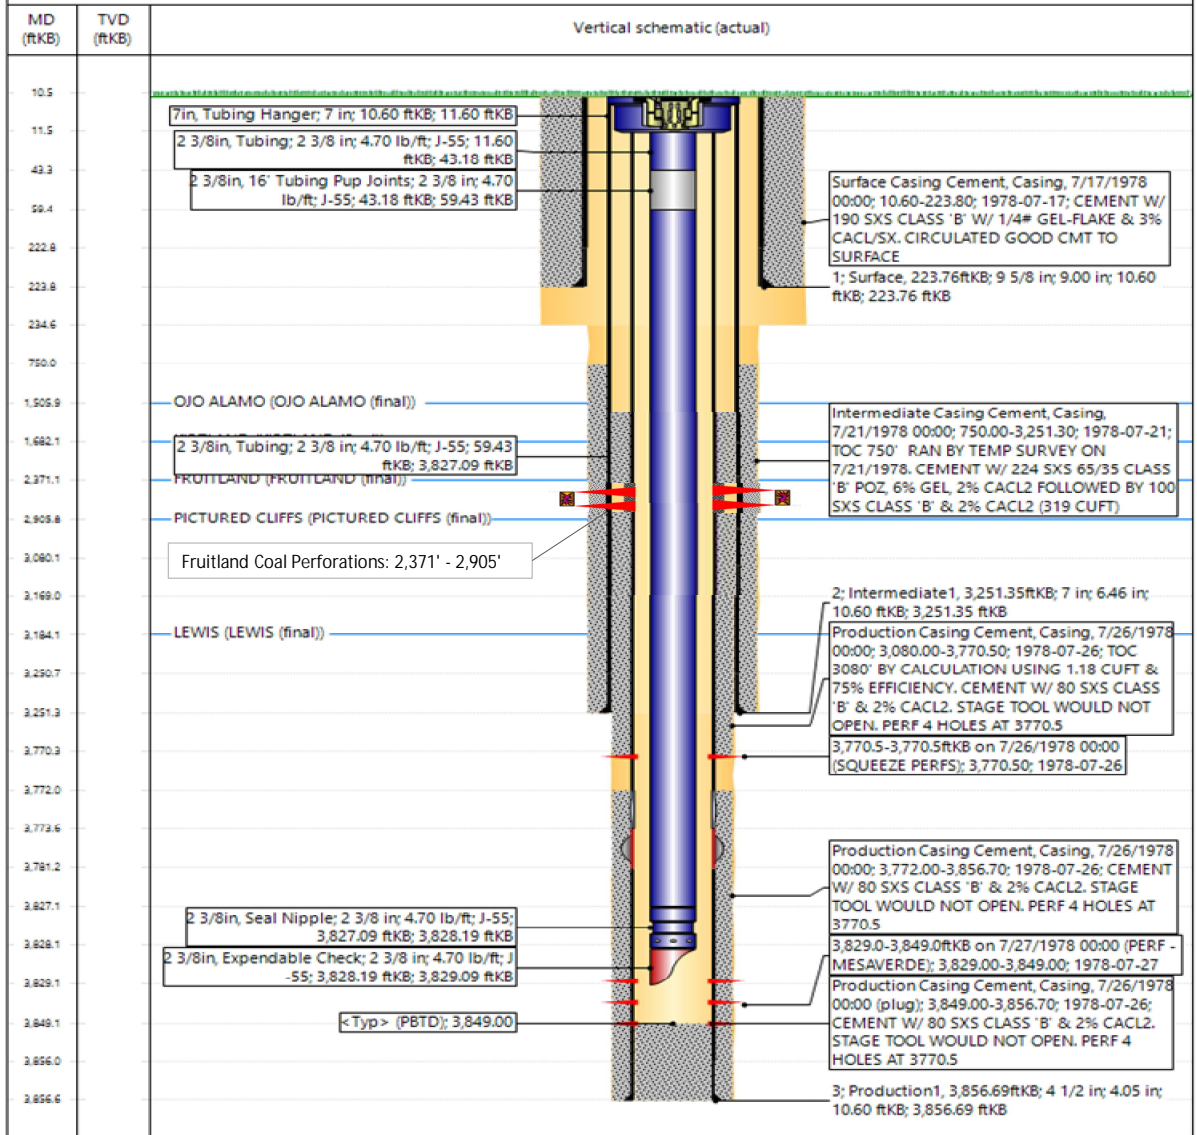 MD
(ftKB)
TVD
(ftKB)
Vertical schematic (actual)
10.5
11.5
43.3
59.4
222.8
223.8
234.6
750.0
1,505.9
1,682.1
2,371.1
2,905.8
3,080.1
3,169.0
3,184.1
3,250.7
3,251.3
3,770.3
3,772.0
3,773.6
3,781.2
3,827.1
3,828.1
3,829.1
3,849.1
3,856.0
3,856.6
7in, Tubing Hanger; 7 in; 10.60 ftKB; 11.60 ftKB
2 3/8in, Tubing; 2 3/8 in; 4.70 lb/ft; J-55; 11.60
ftKB; 43.18 ftKB
2 3/8in, 16' Tubing Pup Joints; 2 3/8 in; 4.70
lb/ft; J-55; 43.18 ftKB; 59.43 ftKB
Surface Casing Cement, Casing, 7/17/1978
00:00; 10.60-223.80; 1978-07-17; CEMENT W/
190 SXS CLASS 'B' W/ 1/4# GEL-FLAKE & 3%
CACL/SX. CIRCULATED GOOD CMT TO
SURFACE
1; Surface, 223.76ftKB; 9 5/8 in; 9.00 in; 10.60
ftKB; 223.76 ftKB
OJO ALAMO (OJO ALAMO (final))
2 3/8in, Tubing; 2 3/8 in; 4.70 lb/ft; J-55; 59.43
ftKB; 3,827.09 ftKB
FRUITLAND (FRUITLAND (final))
PICTURED CLIFFS (PICTURED CLIFFS (final))
Fruitland Coal Perforations: 2,371' - 2,905'
LEWIS (LEWIS (final))
Intermediate Casing Cement, Casing,
7/21/1978 00:00; 750.00-3,251.30; 1978-07-21;
TOC 750' RAN BY TEMP SURVEY ON
7/21/1978. CEMENT W/ 224 SXS 65/35 CLASS
'B' POZ, 6% GEL, 2% CACL2 FOLLOWED BY 100
SXS CLASS 'B' & 2% CACL2 (319 CUFT)
2; Intermediate1, 3,251.35ftKB; 7 in; 6.46 in;
10.60 ftKB; 3,251.35 ftKB
Production Casing Cement, Casing, 7/26/1978
00:00; 3,080.00-3,770.50; 1978-07-26; TOC
3080' BY CALCULATION USING 1.18 CUFT &
75% EFFICIENCY. CEMENT W/ 80 SXS CLASS
'B' & 2% CACL2. STAGE TOOL WOULD NOT
OPEN. PERF 4 HOLES AT 3770.5
3,770.5-3,770.5ftKB on 7/26/1978 00:00
(SQUEEZE PERFS); 3,770.50; 1978-07-26
Production Casing Cement, Casing, 7/26/1978
00:00; 3,772.00-3,856.70; 1978-07-26; CEMENT
W/ 80 SXS CLASS 'B' & 2% CACL2. STAGE
TOOL WOULD NOT OPEN. PERF 4 HOLES AT
3770.5
2 3/8in, Seal Nipple; 2 3/8 in; 4.70 lb/ft; J-55;
3,827.09 ftKB; 3,828.19 ftKB
2 3/8in, Expendable Check; 2 3/8 in; 4.70 lb/ft; J
-55; 3,828.19 ftKB; 3,829.09 ftKB
3,829.0-3,849.0ftKB on 7/27/1978 00:00 (PERF -
MESAVERDE); 3,829.00-3,849.00; 1978-07-27
<Typ> (PBTD); 3,849.00
Production Casing Cement, Casing, 7/26/1978
00:00 (plug); 3,849.00-3,856.70; 1978-07-26;
CEMENT W/ 80 SXS CLASS 'B' & 2% CACL2.
STAGE TOOL WOULD NOT OPEN. PERF 4
HOLES AT 3770.5
3; Production1, 3,856.69ftKB; 4 1/2 in; 4.05 in;
10.60 ftKB; 3,856.69 ftKB